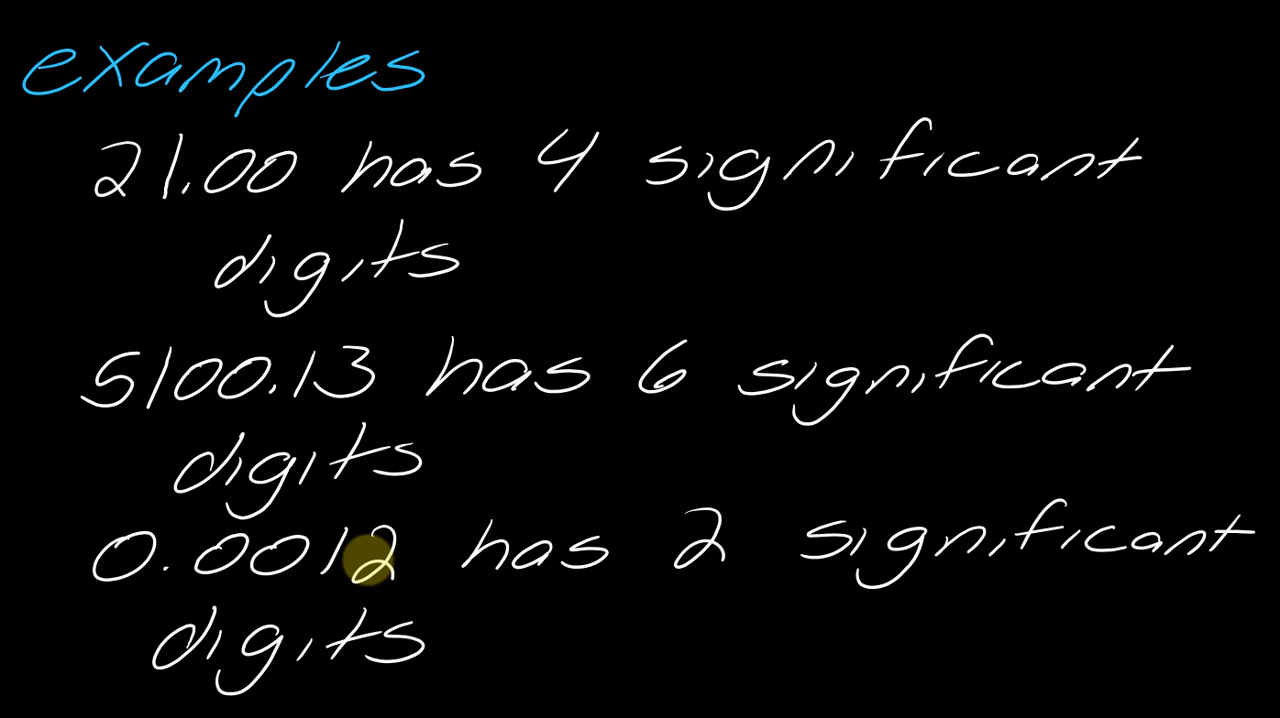 examples
21.00 has 4 significant
digits
5100.13 has 6 significant
digits
0.0012 has 2 significant
digits